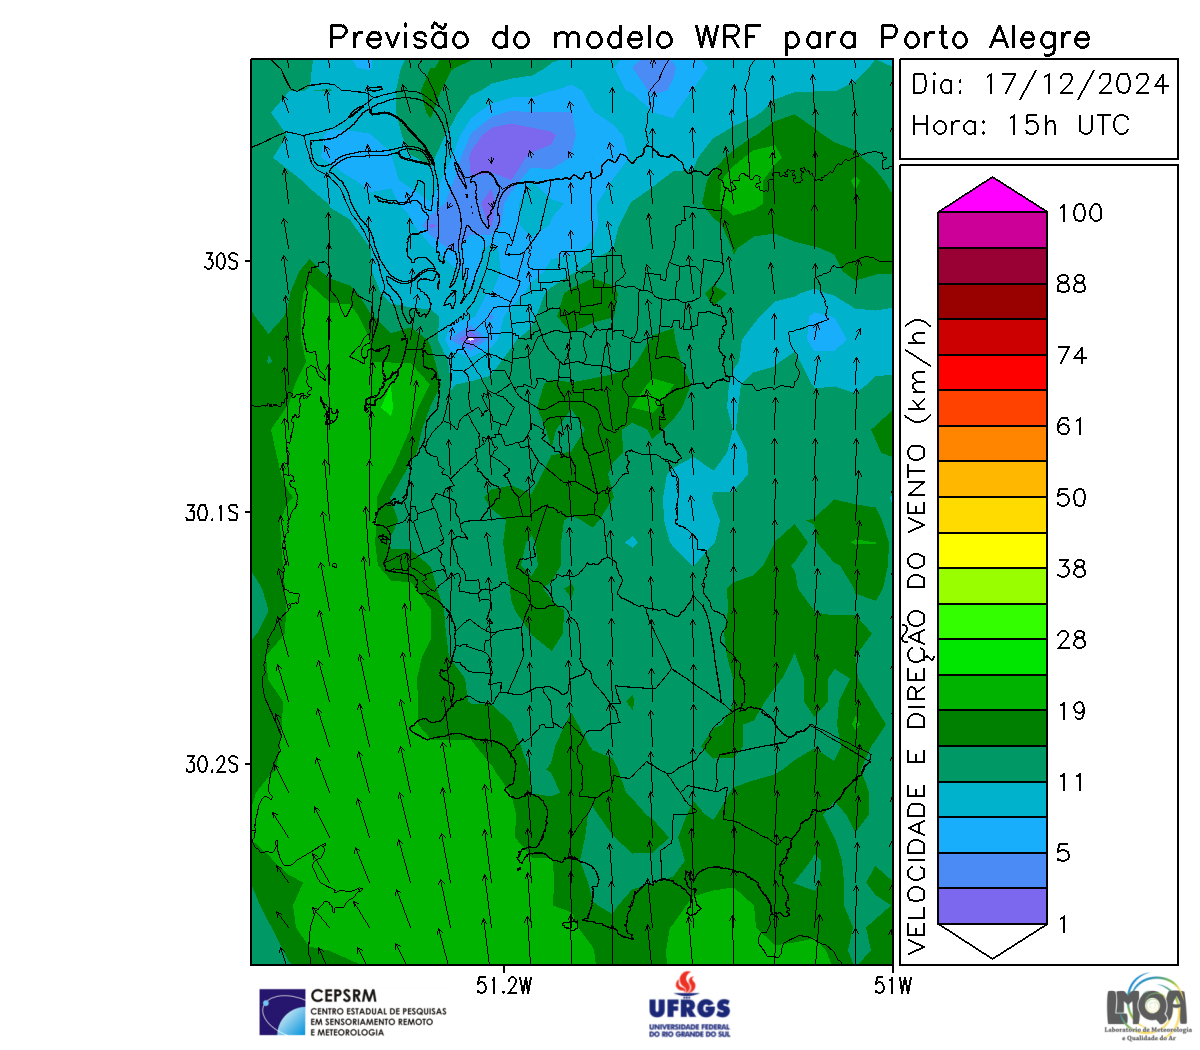 Previsão do modelo WRF para Porto Alegre
Dia: 17/12/2024
Hora: 15h UTC
30S
30.1S
30.2S
51.2W
51W
VELOCIDADE E DIREÇÃO DO VENTO (km/h)
100
88
74
61
50
38
28
19
11
5
1
CEPSRM
CENTRO ESTADUAL DE PESQUISAS
EM SENSORIAMENTO REMOTO
E METEOROLOGIA
UFRGS
UNIVERSIDADE FEDERAL
DO RIO GRANDE DO SUL
LMQA
Laboratório de Meteorologia
e Qualidade do Ar